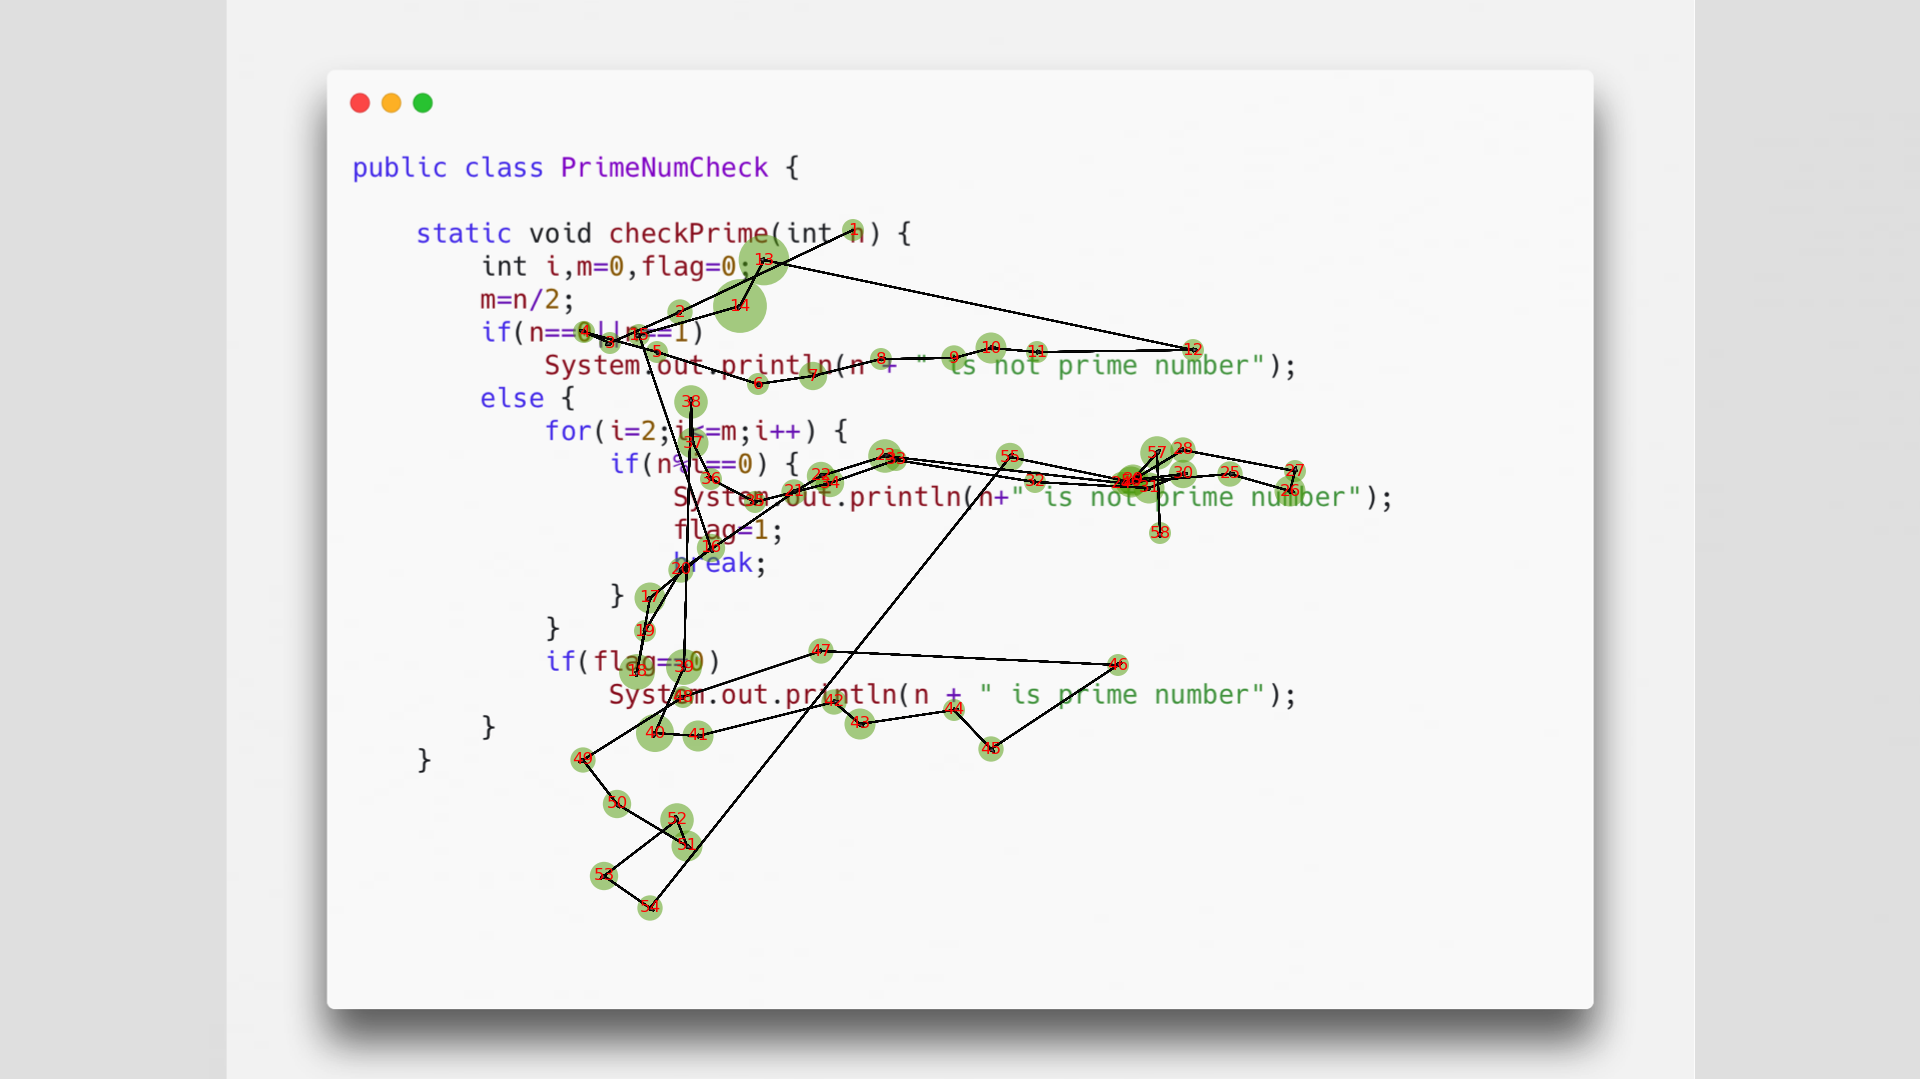 public class PrimeNumCheck {
static void checkPrime(int n) {
int i,m=0,flag=0;
m=n/2;
if(n==0||n==1)
System.out.println(n + " is not prime number");
else {
for(i=2;i<=m;i++) {
if(n%i==0) {
System.out.println(n+" is not prime number");
flag=1;
break;
}
}
if(flag==0)
System.out.println(n + " is prime number");
}
}